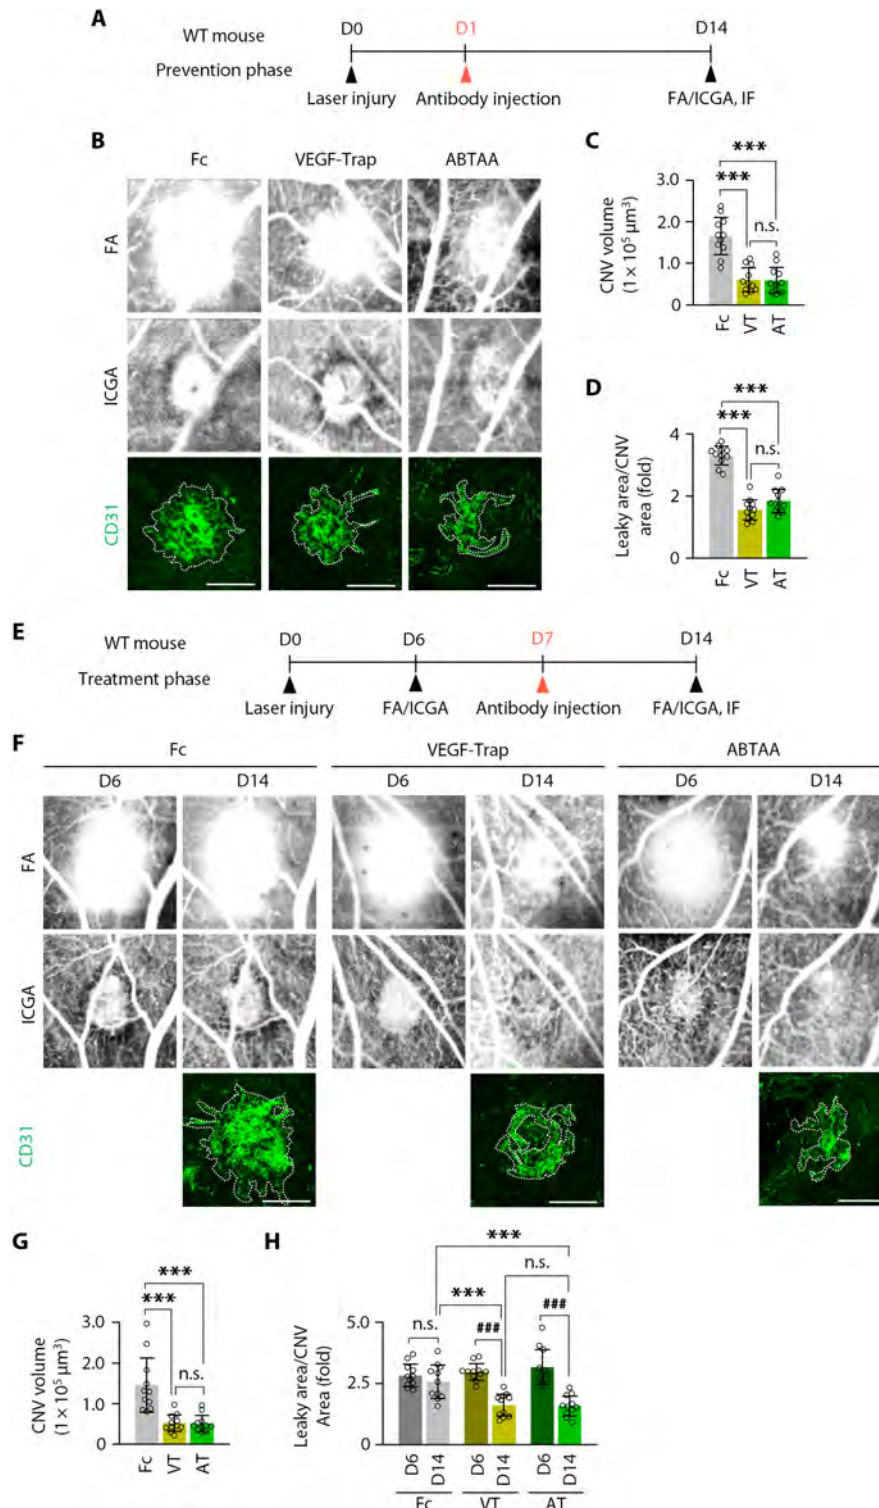 A
WT mouse
Prevention phase
D0 D1 D14
Laser injury Antibody injection FA/ICGA, IF
B
Fc VEGF-Trap ABTAA
FA
ICGA
CD31
C
CNV volume
(1 × 10⁵ μm³)
3.0
2.0
1.0
0
***
***
n.s.
Fc VT AT
D
Leaky area/CNV
area (fold)
4
2
0
***
***
n.s.
Fc VT AT
E
WT mouse
Treatment phase
D0 D6 D7 D14
Laser injury FA/ICGA Antibody injection FA/ICGA, IF
F
Fc VEGF-Trap ABTAA
D6 D14 D6 D14 D6 D14
FA
ICGA
CD31
G
CNV volume
(1 × 10⁵ μm³)
3.0
2.0
1.0
0
***
***
n.s.
Fc VT AT
H
Leaky area/CNV
Area (fold)
5.0
2.5
0
***
n.s.
***
n.s. ### ###
D6 D14 D6 D14 D6 D14
Fc VT AT